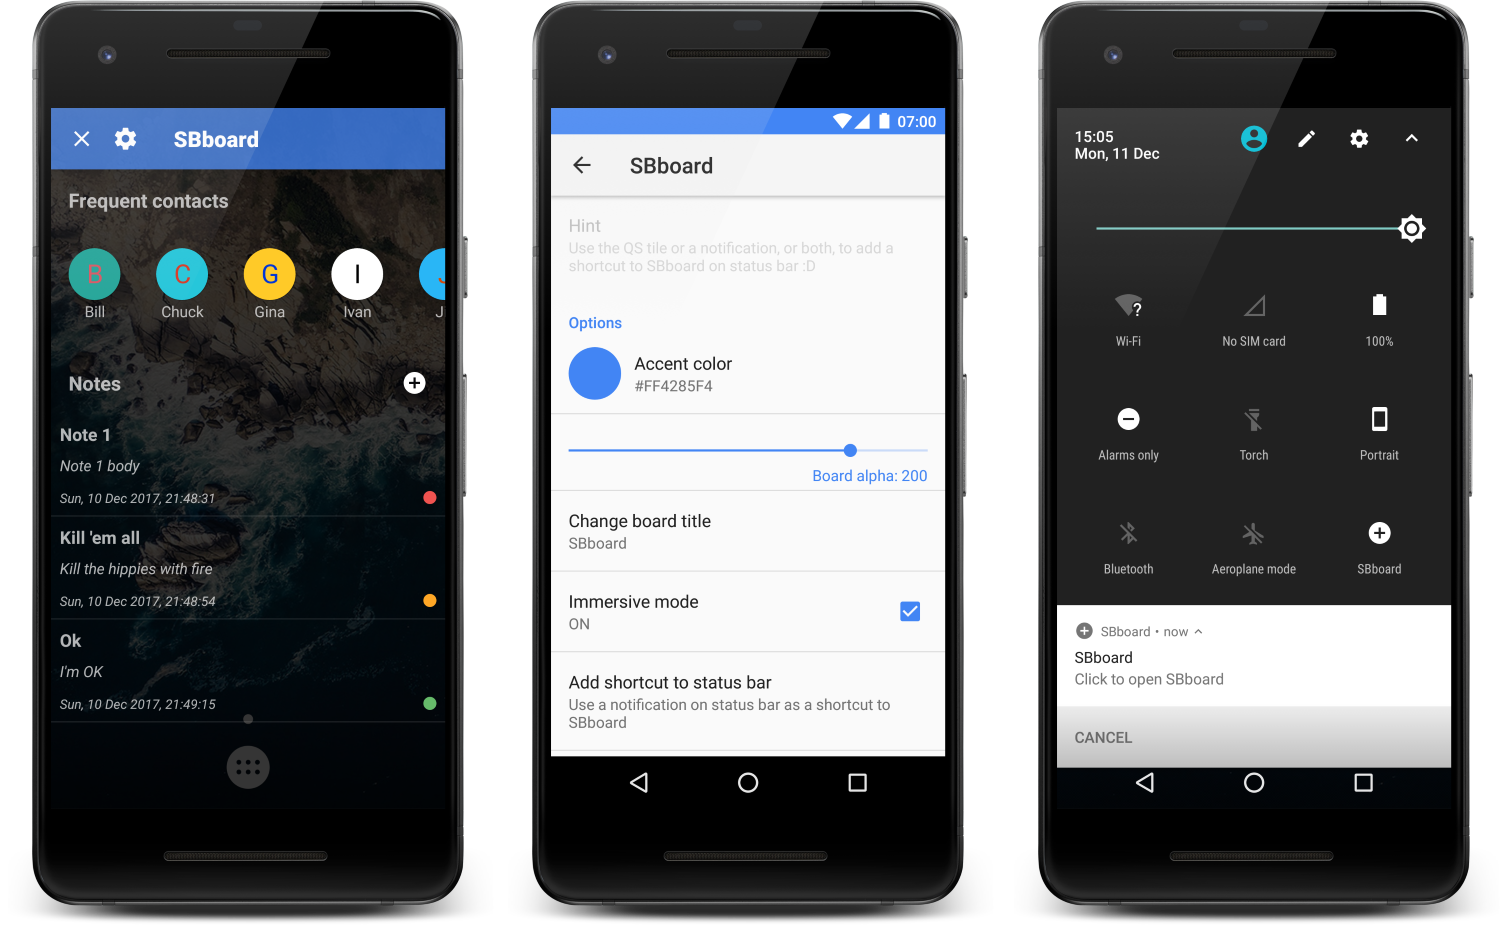 SBboard
Frequent contacts
B
C
G
I
J
Bill
Chuck
Gina
Ivan
J
Notes
Note 1
Note 1 body
Sun, 10 Dec 2017, 21:48:31
Kill 'em all
Kill the hippies with fire
Sun, 10 Dec 2017, 21:48:54
Ok
I'm OK
Sun, 10 Dec 2017, 21:49:15
07:00
SBboard
Hint
Use the QS tile or a notification, or both, to add a
shortcut to SBboard on status bar :D
Options
Accent color
#FF4285F4
Board alpha: 200
Change board title
SBboard
Immersive mode
ON
Add shortcut to status bar
Use a notification on status bar as a shortcut to
SBboard
15:05
Mon, 11 Dec
?
Wi-Fi
No SIM card
100%
Alarms only
Torch
Portrait
Bluetooth
Aeroplane mode
SBboard
SBboard • now
SBboard
Click to open SBboard
CANCEL